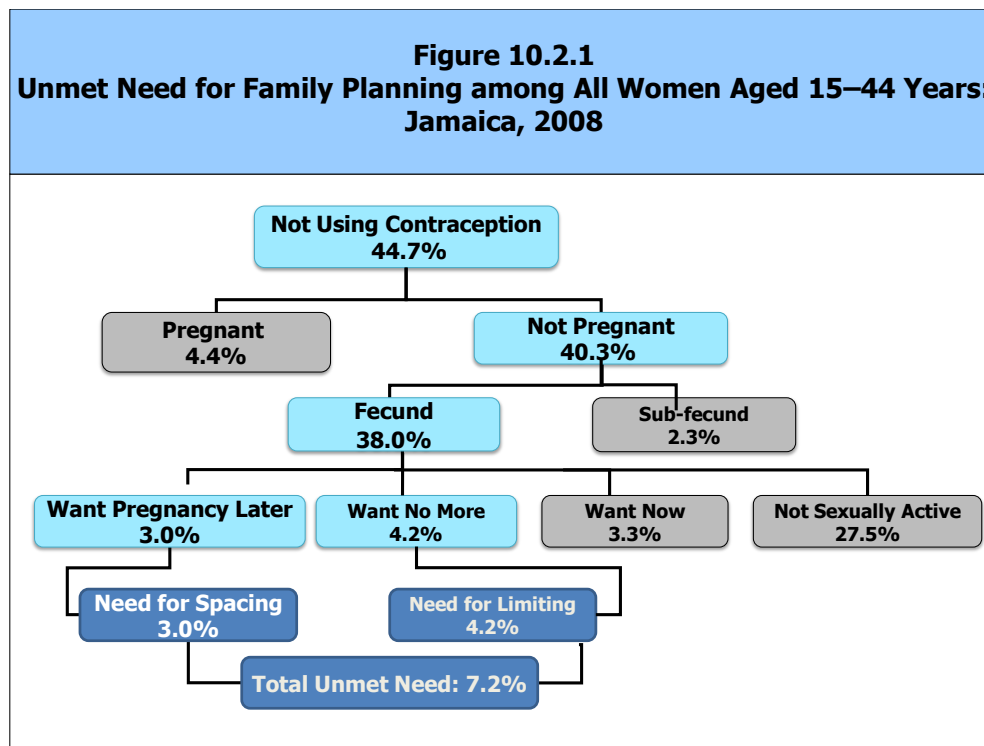 Figure 10.2.1
Unmet Need for Family Planning among All Women Aged 15–44 Years:
Jamaica, 2008
Not Using Contraception
44.7%
Pregnant
4.4%
Not Pregnant
40.3%
Fecund
38.0%
Sub-fecund
2.3%
Want Pregnancy Later
3.0%
Want No More
4.2%
Want Now
3.3%
Not Sexually Active
27.5%
Need for Spacing
3.0%
Need for Limiting
4.2%
Total Unmet Need: 7.2%